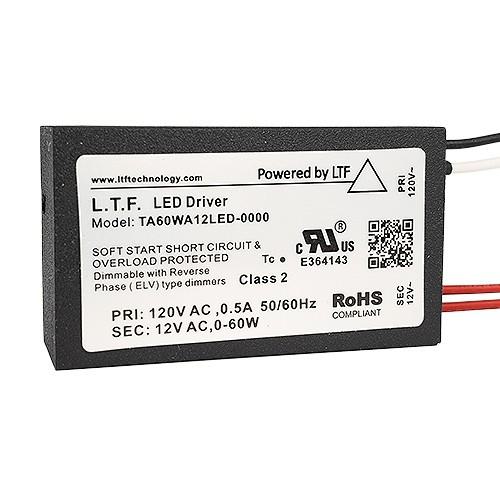 www.ltftechnology.com
Powered by LTF
L.T.F. LED Driver
Model: TA60WA12LED-0000
SOFT START SHORT CIRCUIT &
OVERLOAD PROTECTED
Dimmable with Reverse
Phase ( ELV) type dimmers
Tc
Class 2
c RU ® US
E364143
PRI: 120V AC ,0.5A 50/60Hz
SEC: 12V AC,0-60W
RoHS
COMPLIANT
PRI
120V~
SEC
12V~